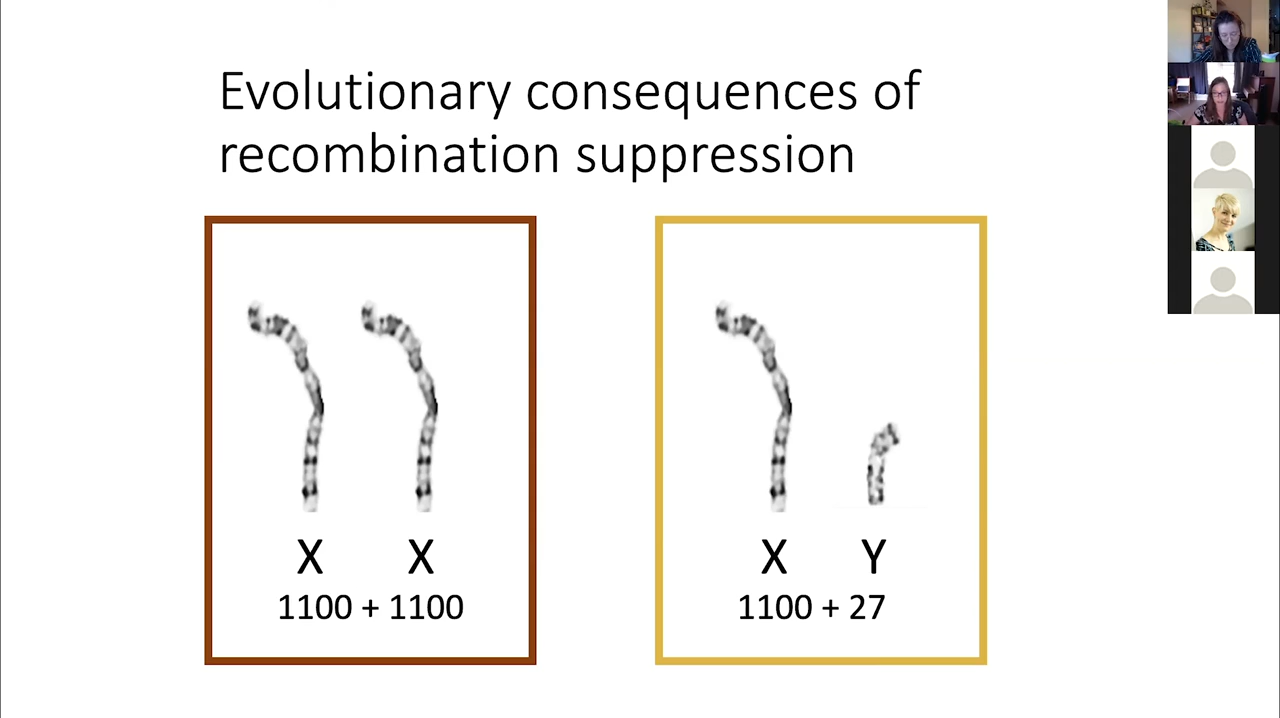 Evolutionary consequences of
recombination suppression
X X
1100 + 1100
X Y
1100 + 27